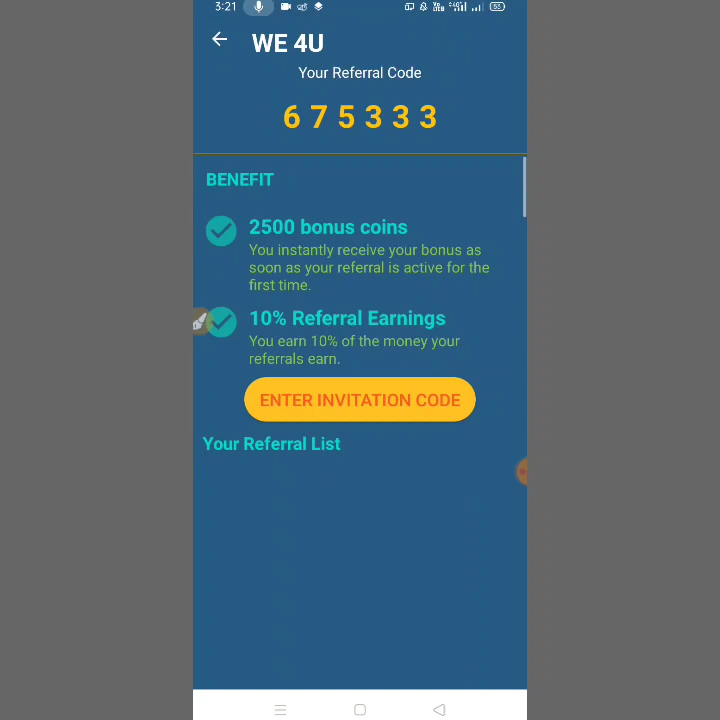 3:21
53
WE 4U
Your Referral Code
6 7 5 3 3 3
BENEFIT
2500 bonus coins
You instantly receive your bonus as
soon as your referral is active for the
first time.
10% Referral Earnings
You earn 10% of the money your
referrals earn.
ENTER INVITATION CODE
Your Referral List